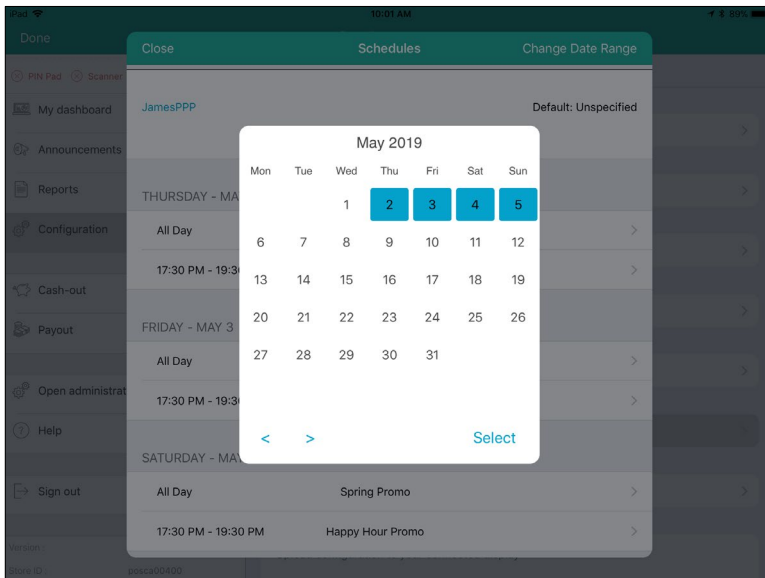 iPad 10:01 AM 89%
Done
Close Schedules Change Date Range
PIN Pad Scanner
My dashboard
JamesPPP Default: Unspecified
Announcements
Reports
Configuration
Cash-out
Payout
Open administrat
Help
Sign out
Version :
Store ID : posca00400
THURSDAY - MA
All Day
17:30 PM - 19:30
FRIDAY - MAY 3
All Day
17:30 PM - 19:30
SATURDAY - MA
All Day Spring Promo
17:30 PM - 19:30 PM Happy Hour Promo
May 2019
Mon Tue Wed Thu Fri Sat Sun
1 2 3 4 5
6 7 8 9 10 11 12
13 14 15 16 17 18 19
20 21 22 23 24 25 26
27 28 29 30 31
< > Select